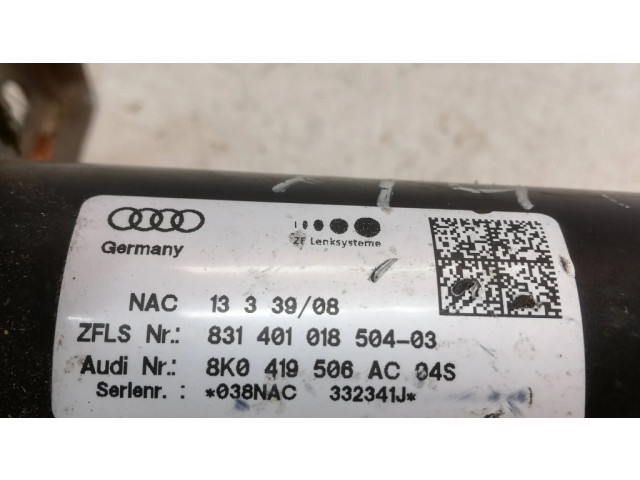 Germany
ZF Lenksysteme
NAC 13 3 39/08
ZFLS Nr.: 831 401 018 504-03
Audi Nr.: 8K0 419 506 AC 04S
Serienr. : *038NAC 332341J*